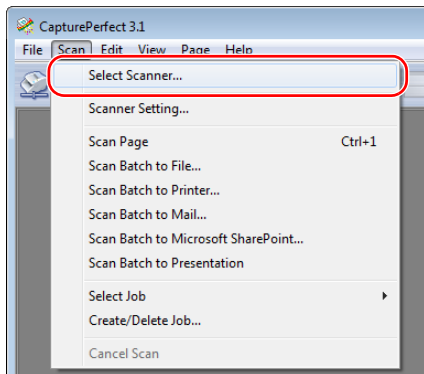 CapturePerfect 3.1
File Scan Edit View Page Help
Select Scanner...
Scanner Setting...
Scan Page Ctrl+1
Scan Batch to File...
Scan Batch to Printer...
Scan Batch to Mail...
Scan Batch to Microsoft SharePoint...
Scan Batch to Presentation
Select Job
Create/Delete Job...
Cancel Scan